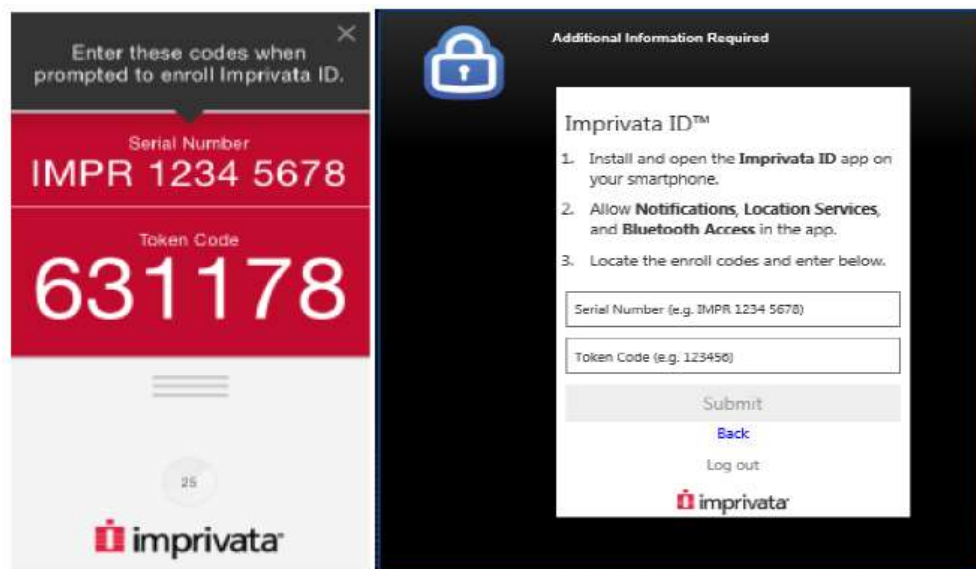 Enter these codes when
prompted to enroll Imprivata ID.
Serial Number
IMPR 1234 5678
Token Code
631178
25
imprivata
Additional Information Required
Imprivata ID™
1. Install and open the Imprivata ID app on
your smartphone.
2. Allow Notifications, Location Services,
and Bluetooth Access in the app.
3. Locate the enroll codes and enter below.
Serial Number (e.g. IMPR 1234 5678)
Token Code (e.g. 123456)
Submit
Back
Log out
imprivata